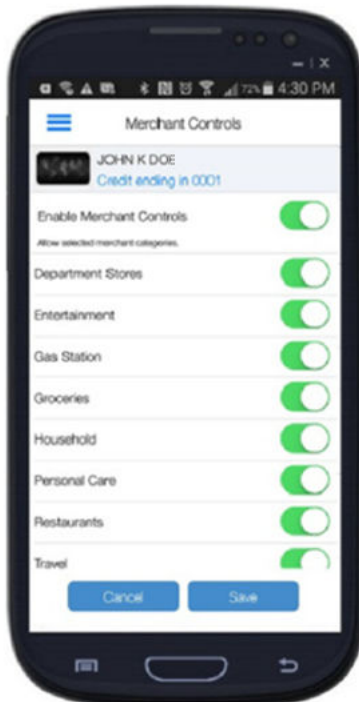 72% 4:30 PM
Merchant Controls
JOHN K DOE
Credit ending in 0001
Enable Merchant Controls
Allow selected merchant categories.
Department Stores
Entertainment
Gas Station
Groceries
Household
Personal Care
Restaurants
Travel
Cancel Save